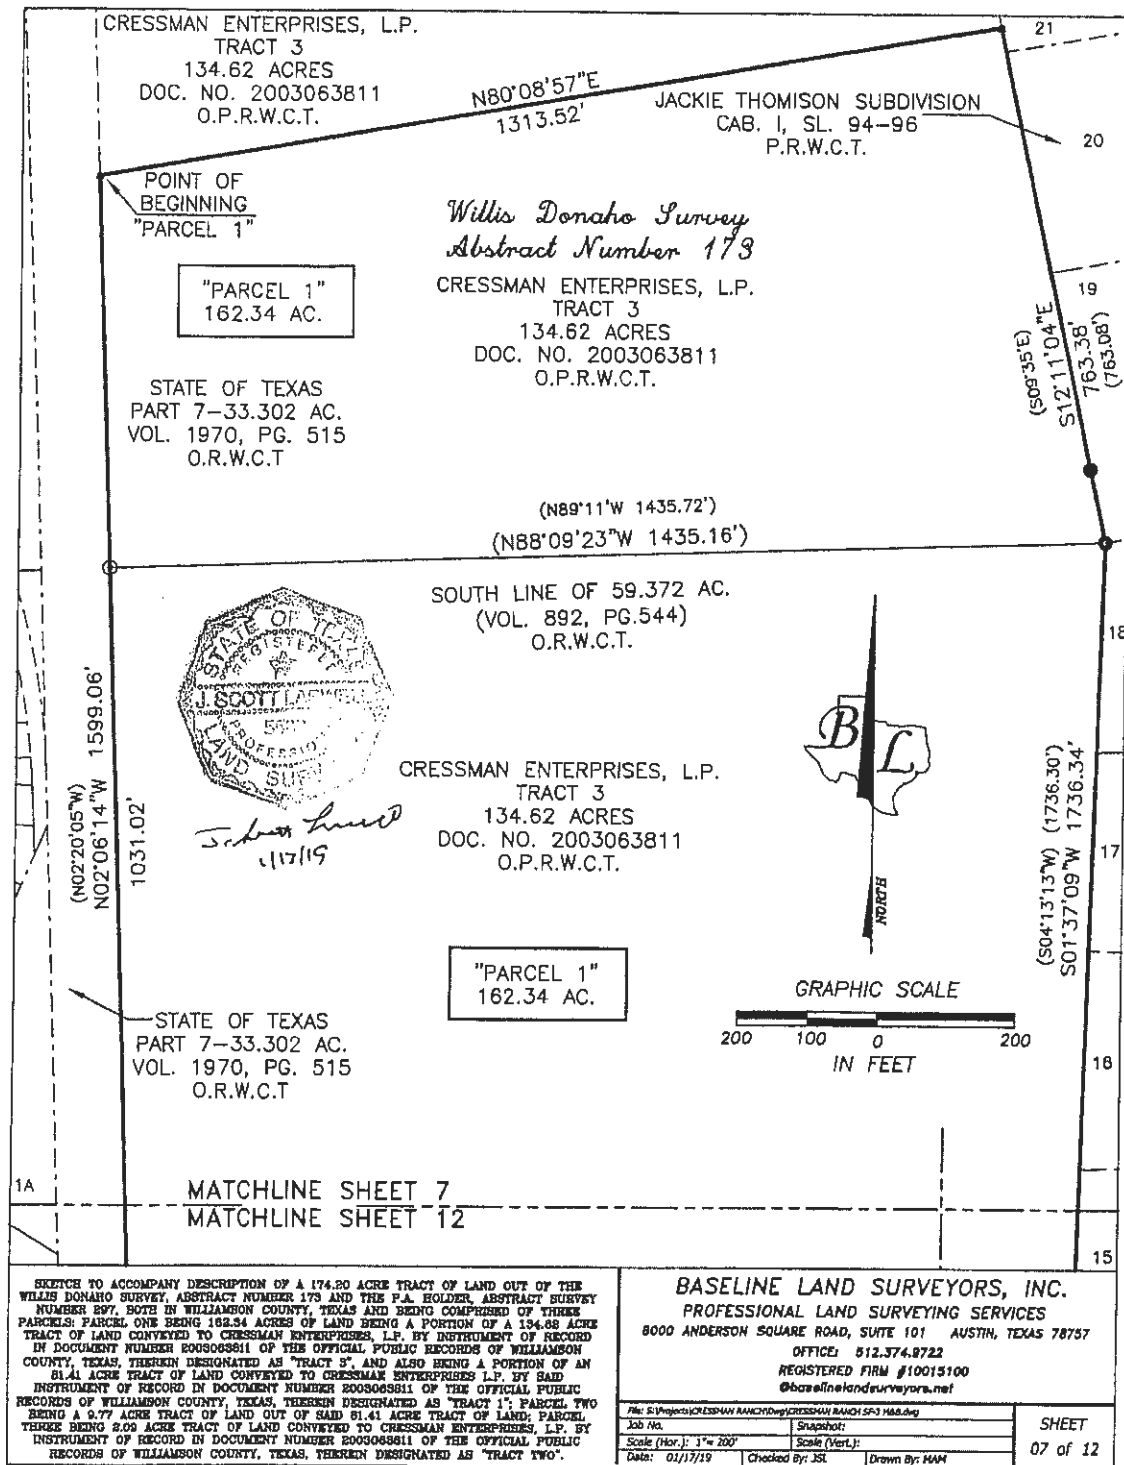 CRESSMAN ENTERPRISES, L.P.
TRACT 3
134.62 ACRES
DOC. NO. 2003063811
O.P.R.W.C.T.
N80°08'57"E
1313.52'
21
JACKIE THOMISON SUBDIVISION
CAB. I, SL. 94-96
P.R.W.C.T.
20
POINT OF
BEGINNING
"PARCEL 1"
Willis Donaho Survey
Abstract Number 173
"PARCEL 1"
162.34 AC.
CRESSMAN ENTERPRISES, L.P.
TRACT 3
134.62 ACRES
DOC. NO. 2003063811
O.P.R.W.C.T.
19
(S09°35'E)
S12°11'04"E
763.38'
(763.08')
STATE OF TEXAS
PART 7-33.302 AC.
VOL. 1970, PG. 515
O.R.W.C.T
(N89°11'W 1435.72')
(N88°09'23"W 1435.16')
SOUTH LINE OF 59.372 AC.
(VOL. 892, PG.544)
O.R.W.C.T.
18
STATE OF TEXAS
REGISTERED
J. SCOTT
PROFESSIONAL
LAND SURV
1/17/19
B L
NORTH
(N02°20'05"W)
N02°06'14"W 1599.06'
1031.02'
CRESSMAN ENTERPRISES, L.P.
TRACT 3
134.62 ACRES
DOC. NO. 2003063811
O.P.R.W.C.T.
(S04°13'13"W) (1736.30')
S01°37'09"W 1736.34'
17
"PARCEL 1"
162.34 AC.
GRAPHIC SCALE
200 100 0 200
IN FEET
STATE OF TEXAS
PART 7-33.302 AC.
VOL. 1970, PG. 515
O.R.W.C.T
16
1A
MATCHLINE SHEET 7
MATCHLINE SHEET 12
15
SKETCH TO ACCOMPANY DESCRIPTION OF A 174.20 ACRE TRACT OF LAND OUT OF THE
WILLIS DONAHO SURVEY, ABSTRACT NUMBER 173 AND THE P.A. HOLDER, ABSTRACT SURVEY
NUMBER 297, BOTH IN WILLIAMSON COUNTY, TEXAS AND BEING COMPRISED OF THREE
PARCELS: PARCEL ONE BEING 162.34 ACRES OF LAND BEING A PORTION OF A 134.62 ACRE
TRACT OF LAND CONVEYED TO CRESSMAN ENTERPRISES, L.P. BY INSTRUMENT OF RECORD
IN DOCUMENT NUMBER 2003063811 OF THE OFFICIAL PUBLIC RECORDS OF WILLIAMSON
COUNTY, TEXAS, THEREIN DESIGNATED AS "TRACT 3", AND ALSO BEING A PORTION OF AN
81.41 ACRE TRACT OF LAND CONVEYED TO CRESSMAN ENTERPRISES L.P. BY SAID
INSTRUMENT OF RECORD IN DOCUMENT NUMBER 2003063811 OF THE OFFICIAL PUBLIC
RECORDS OF WILLIAMSON COUNTY, TEXAS, THEREIN DESIGNATED AS "TRACT 1"; PARCEL TWO
BEING A 9.77 ACRE TRACT OF LAND OUT OF SAID 81.41 ACRE TRACT OF LAND; PARCEL
THREE BEING 2.09 ACRE TRACT OF LAND CONVEYED TO CRESSMAN ENTERPRISES, L.P. BY
INSTRUMENT OF RECORD IN DOCUMENT NUMBER 2003063811 OF THE OFFICIAL PUBLIC
RECORDS OF WILLIAMSON COUNTY, TEXAS, THEREIN DESIGNATED AS "TRACT TWO".
BASELINE LAND SURVEYORS, INC.
PROFESSIONAL LAND SURVEYING SERVICES
8000 ANDERSON SQUARE ROAD, SUITE 101 AUSTIN, TEXAS 78757
OFFICE: 512.374.9722
REGISTERED FIRM #10015100
@baselinelandsurveyors.net
File: S:\Projects\CRESSMAN RANCH\Dwg\CRESSMAN RANCH SF-3 M&B.dwg
Job No. Snapshot:
Scale (Hor.): 1"= 200' Scale (Vert.):
Date: 01/17/19 Checked By: JSL Drawn By: MAM
SHEET
07 of 12